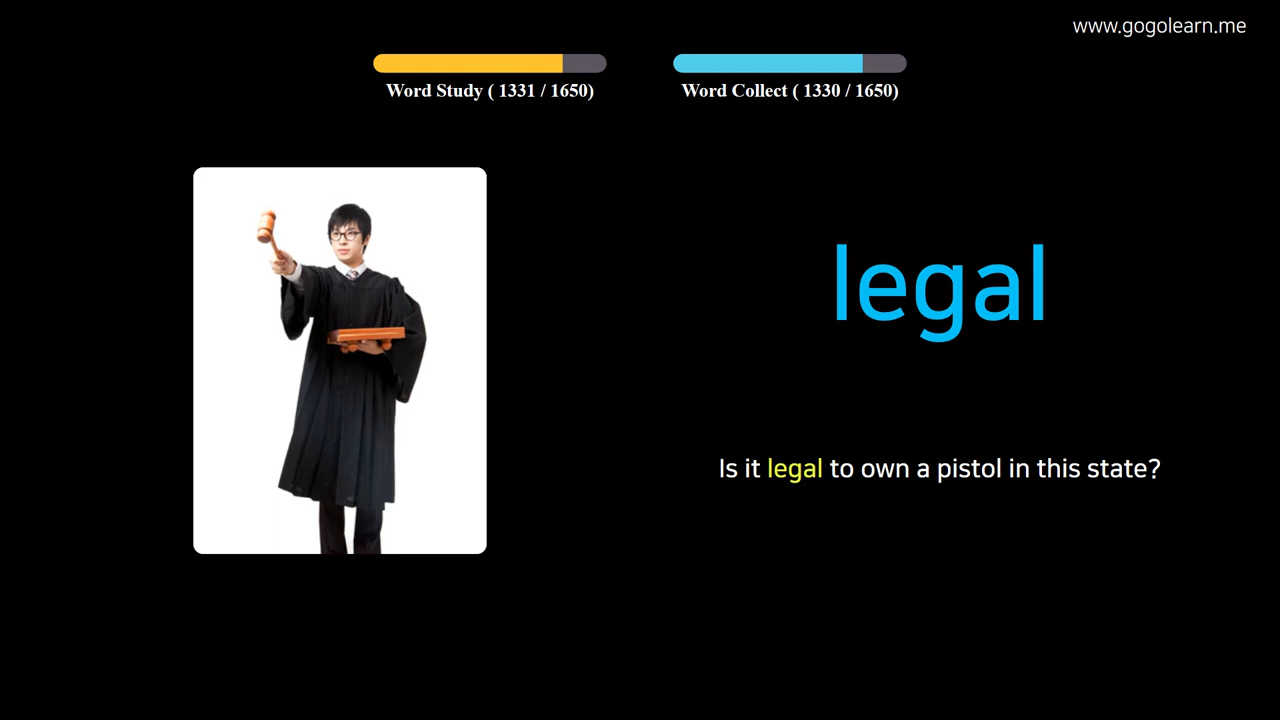 www.gogolearn.me
Word Study ( 1331 / 1650)
Word Collect ( 1330 / 1650)
legal
Is it legal to own a pistol in this state?